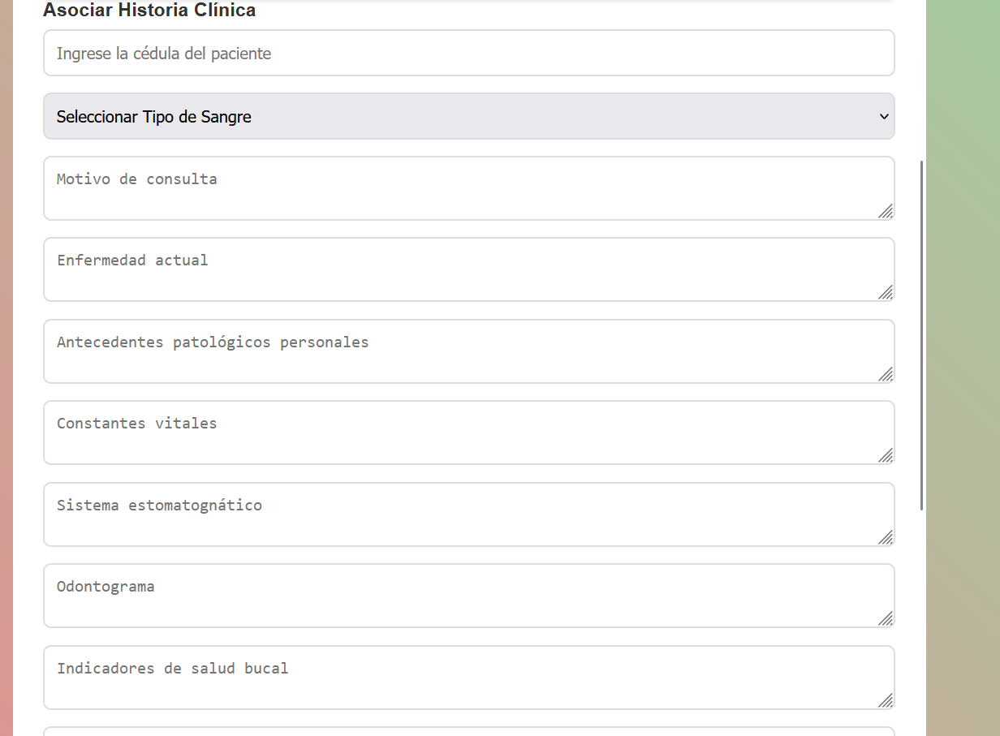 Asociar Historia Clínica
Ingrese la cédula del paciente
Seleccionar Tipo de Sangre
Motivo de consulta
Enfermedad actual
Antecedentes patológicos personales
Constantes vitales
Sistema estomatognático
Odontograma
Indicadores de salud bucal